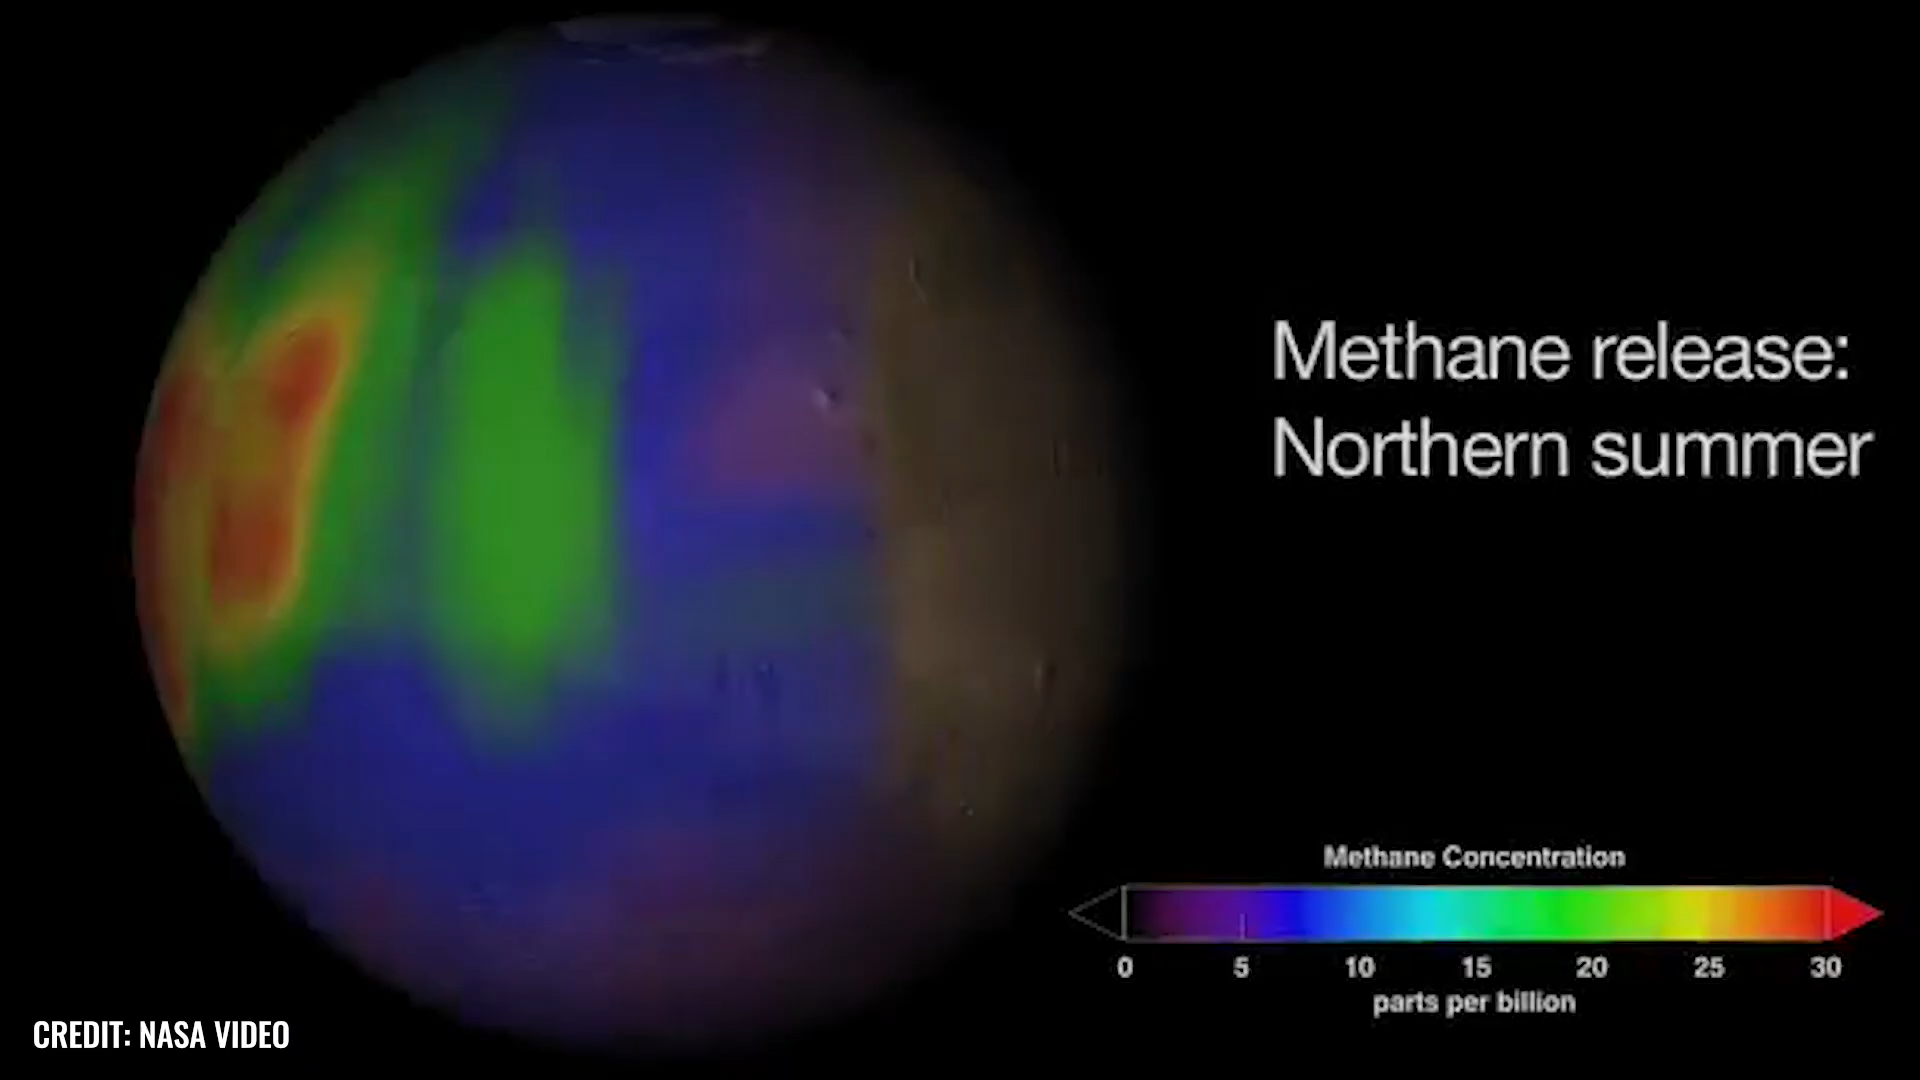 Methane release:
Northern summer
Methane Concentration
0 5 10 15 20 25 30
parts per billion
CREDIT: NASA VIDEO